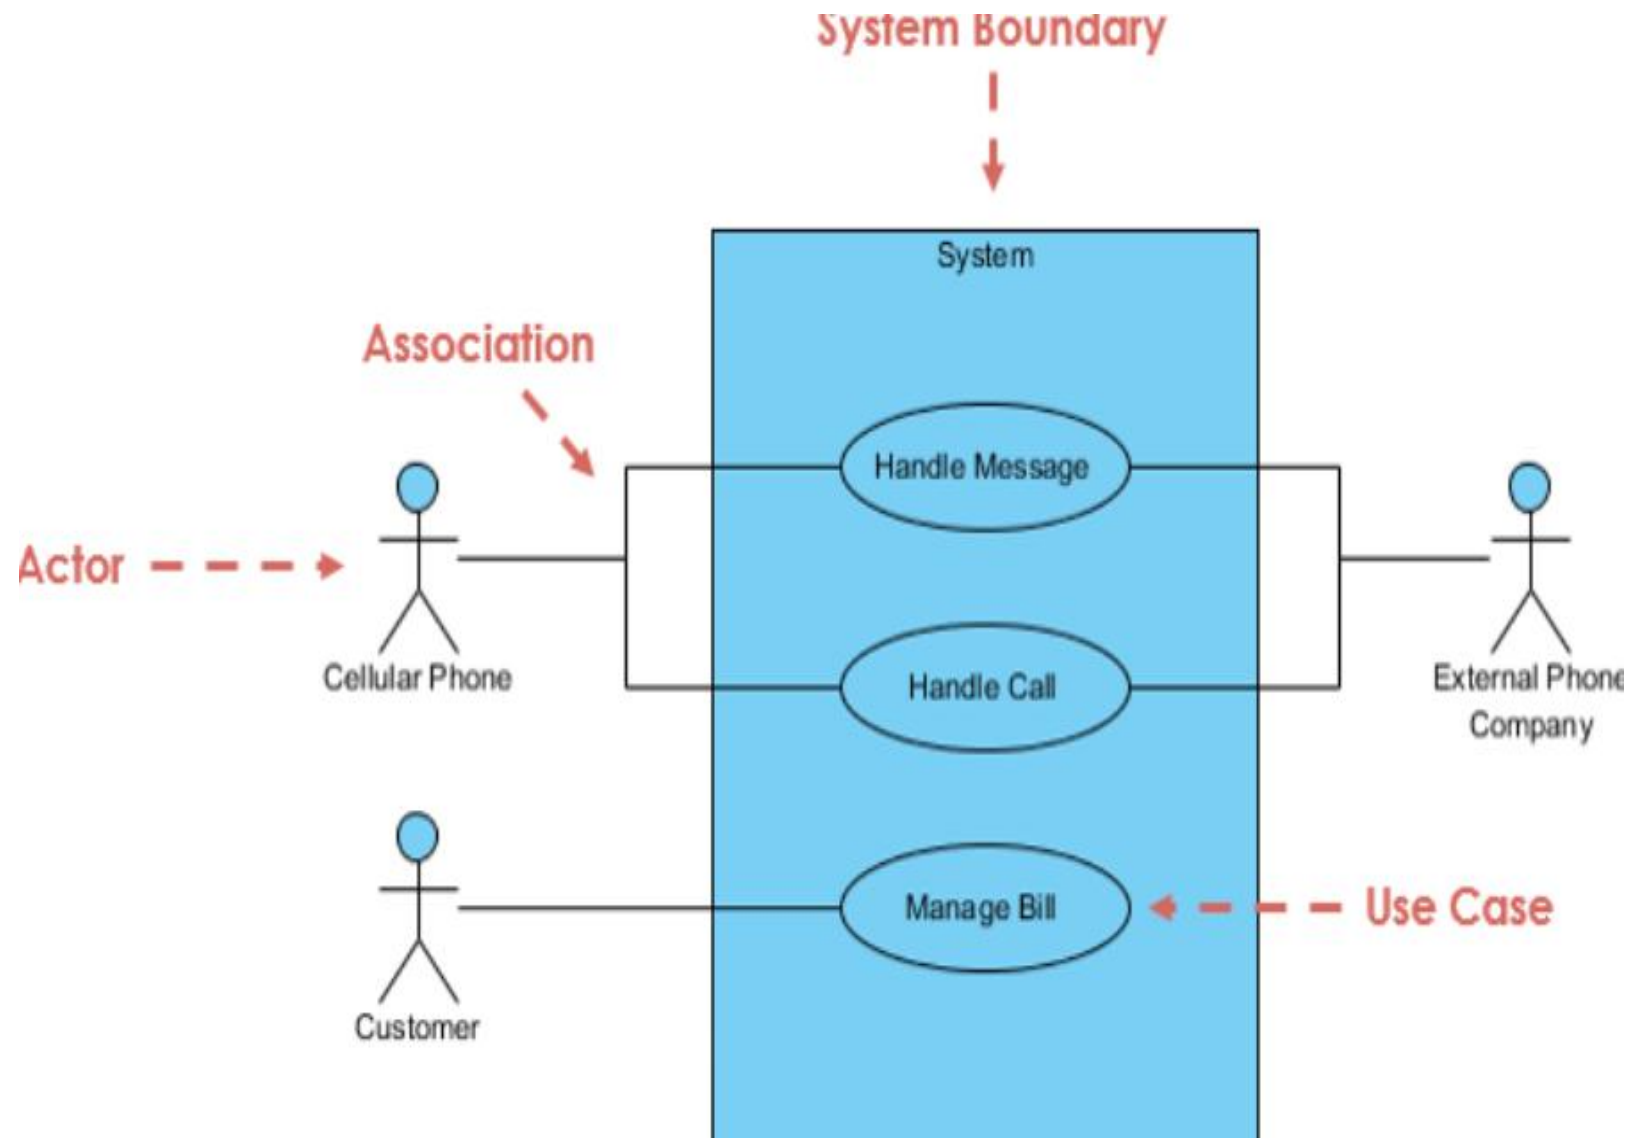 System Boundary
System
Association
Handle Message
Actor
Cellular Phone
Handle Call
External Phone
Company
Manage Bill
Use Case
Customer